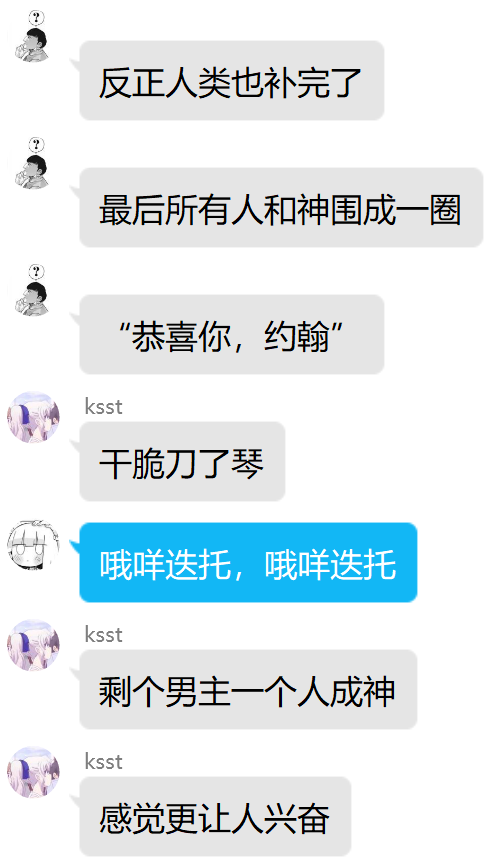 ?
反正人类也补完了
?
最后所有人和神围成一圈
?
“恭喜你，约翰”
ksst
干脆刀了琴
哦咩迭托，哦咩迭托
ksst
剩个男主一个人成神
ksst
感觉更让人兴奋